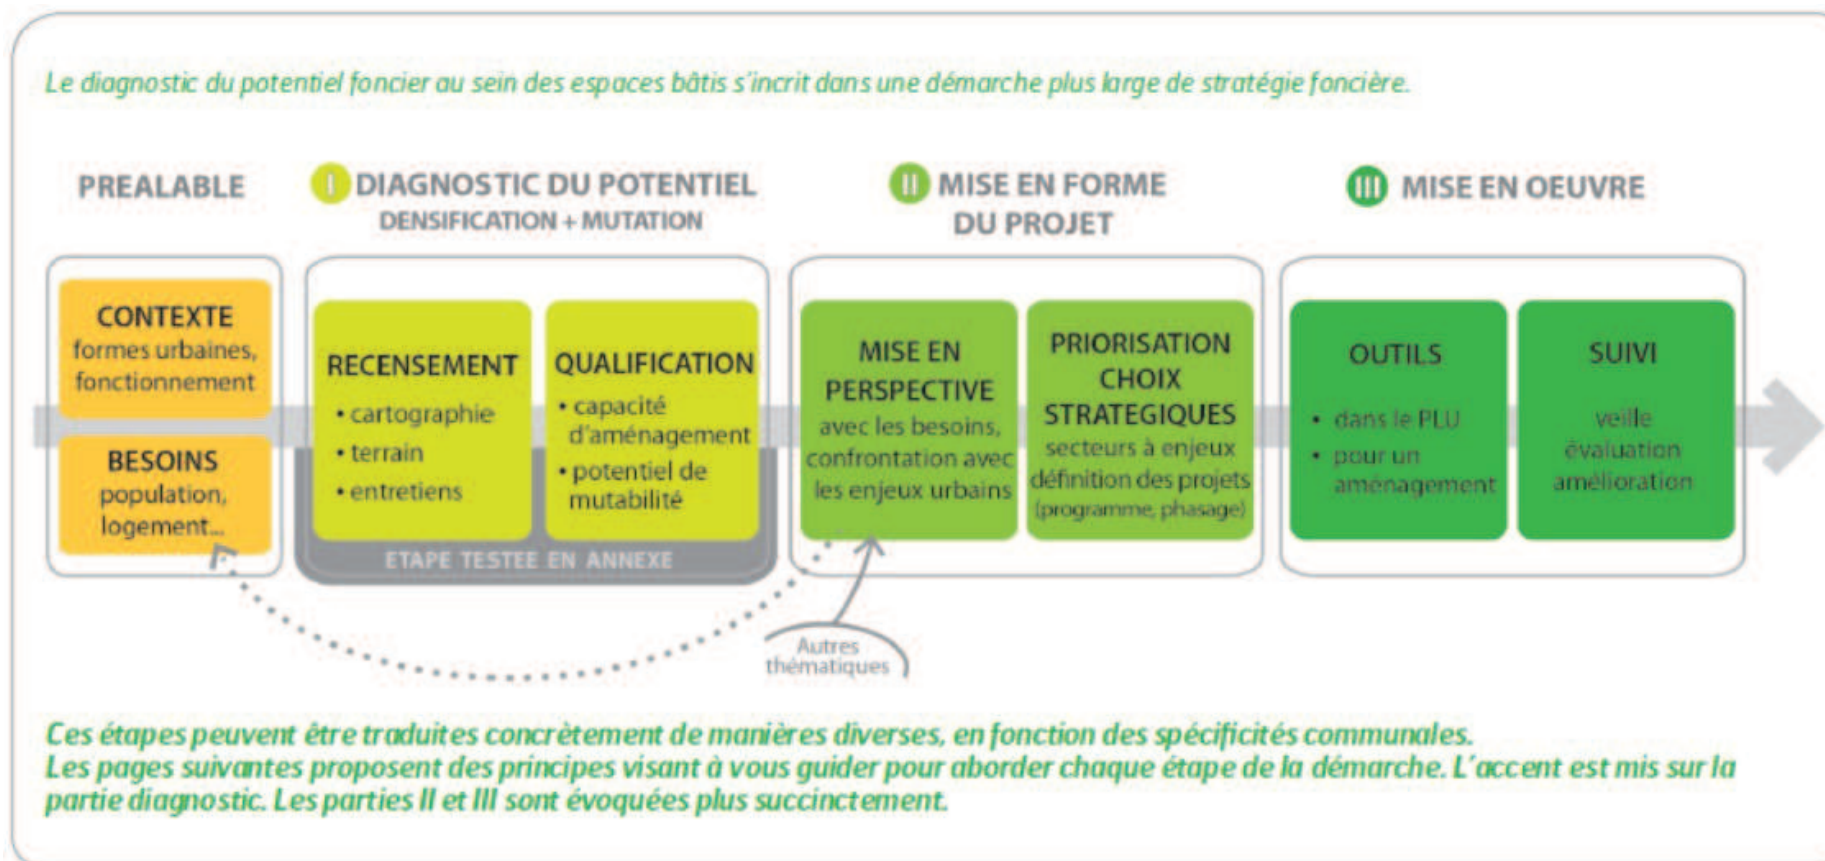 Le diagnostic du potentiel foncier au sein des espaces bâtis s'incrit dans une démarche plus large de stratégie foncière.
PREALABLE
CONTEXTE
formes urbaines,
fonctionnement
BESOINS
population,
logement...
I DIAGNOSTIC DU POTENTIEL
DENSIFICATION + MUTATION
RECENSEMENT
• cartographie
• terrain
• entretiens
QUALIFICATION
• capacité
d'aménagement
• potentiel de
mutabilité
ETAPE TESTEE EN ANNEXE
II MISE EN FORME
DU PROJET
MISE EN
PERSPECTIVE
avec les besoins,
confrontation avec
les enjeux urbains
PRIORISATION
CHOIX
STRATEGIQUES
secteurs à enjeux
définition des projets
(programme, phasage)
Autres
thématiques
III MISE EN OEUVRE
OUTILS
• dans le PLU
• pour un
aménagement
SUIVI
veille
évaluation
amélioration
Ces étapes peuvent être traduites concrètement de manières diverses, en fonction des spécificités communales.
Les pages suivantes proposent des principes visant à vous guider pour aborder chaque étape de la démarche. L'accent est mis sur la
partie diagnostic. Les parties II et III sont évoquées plus succinctement.